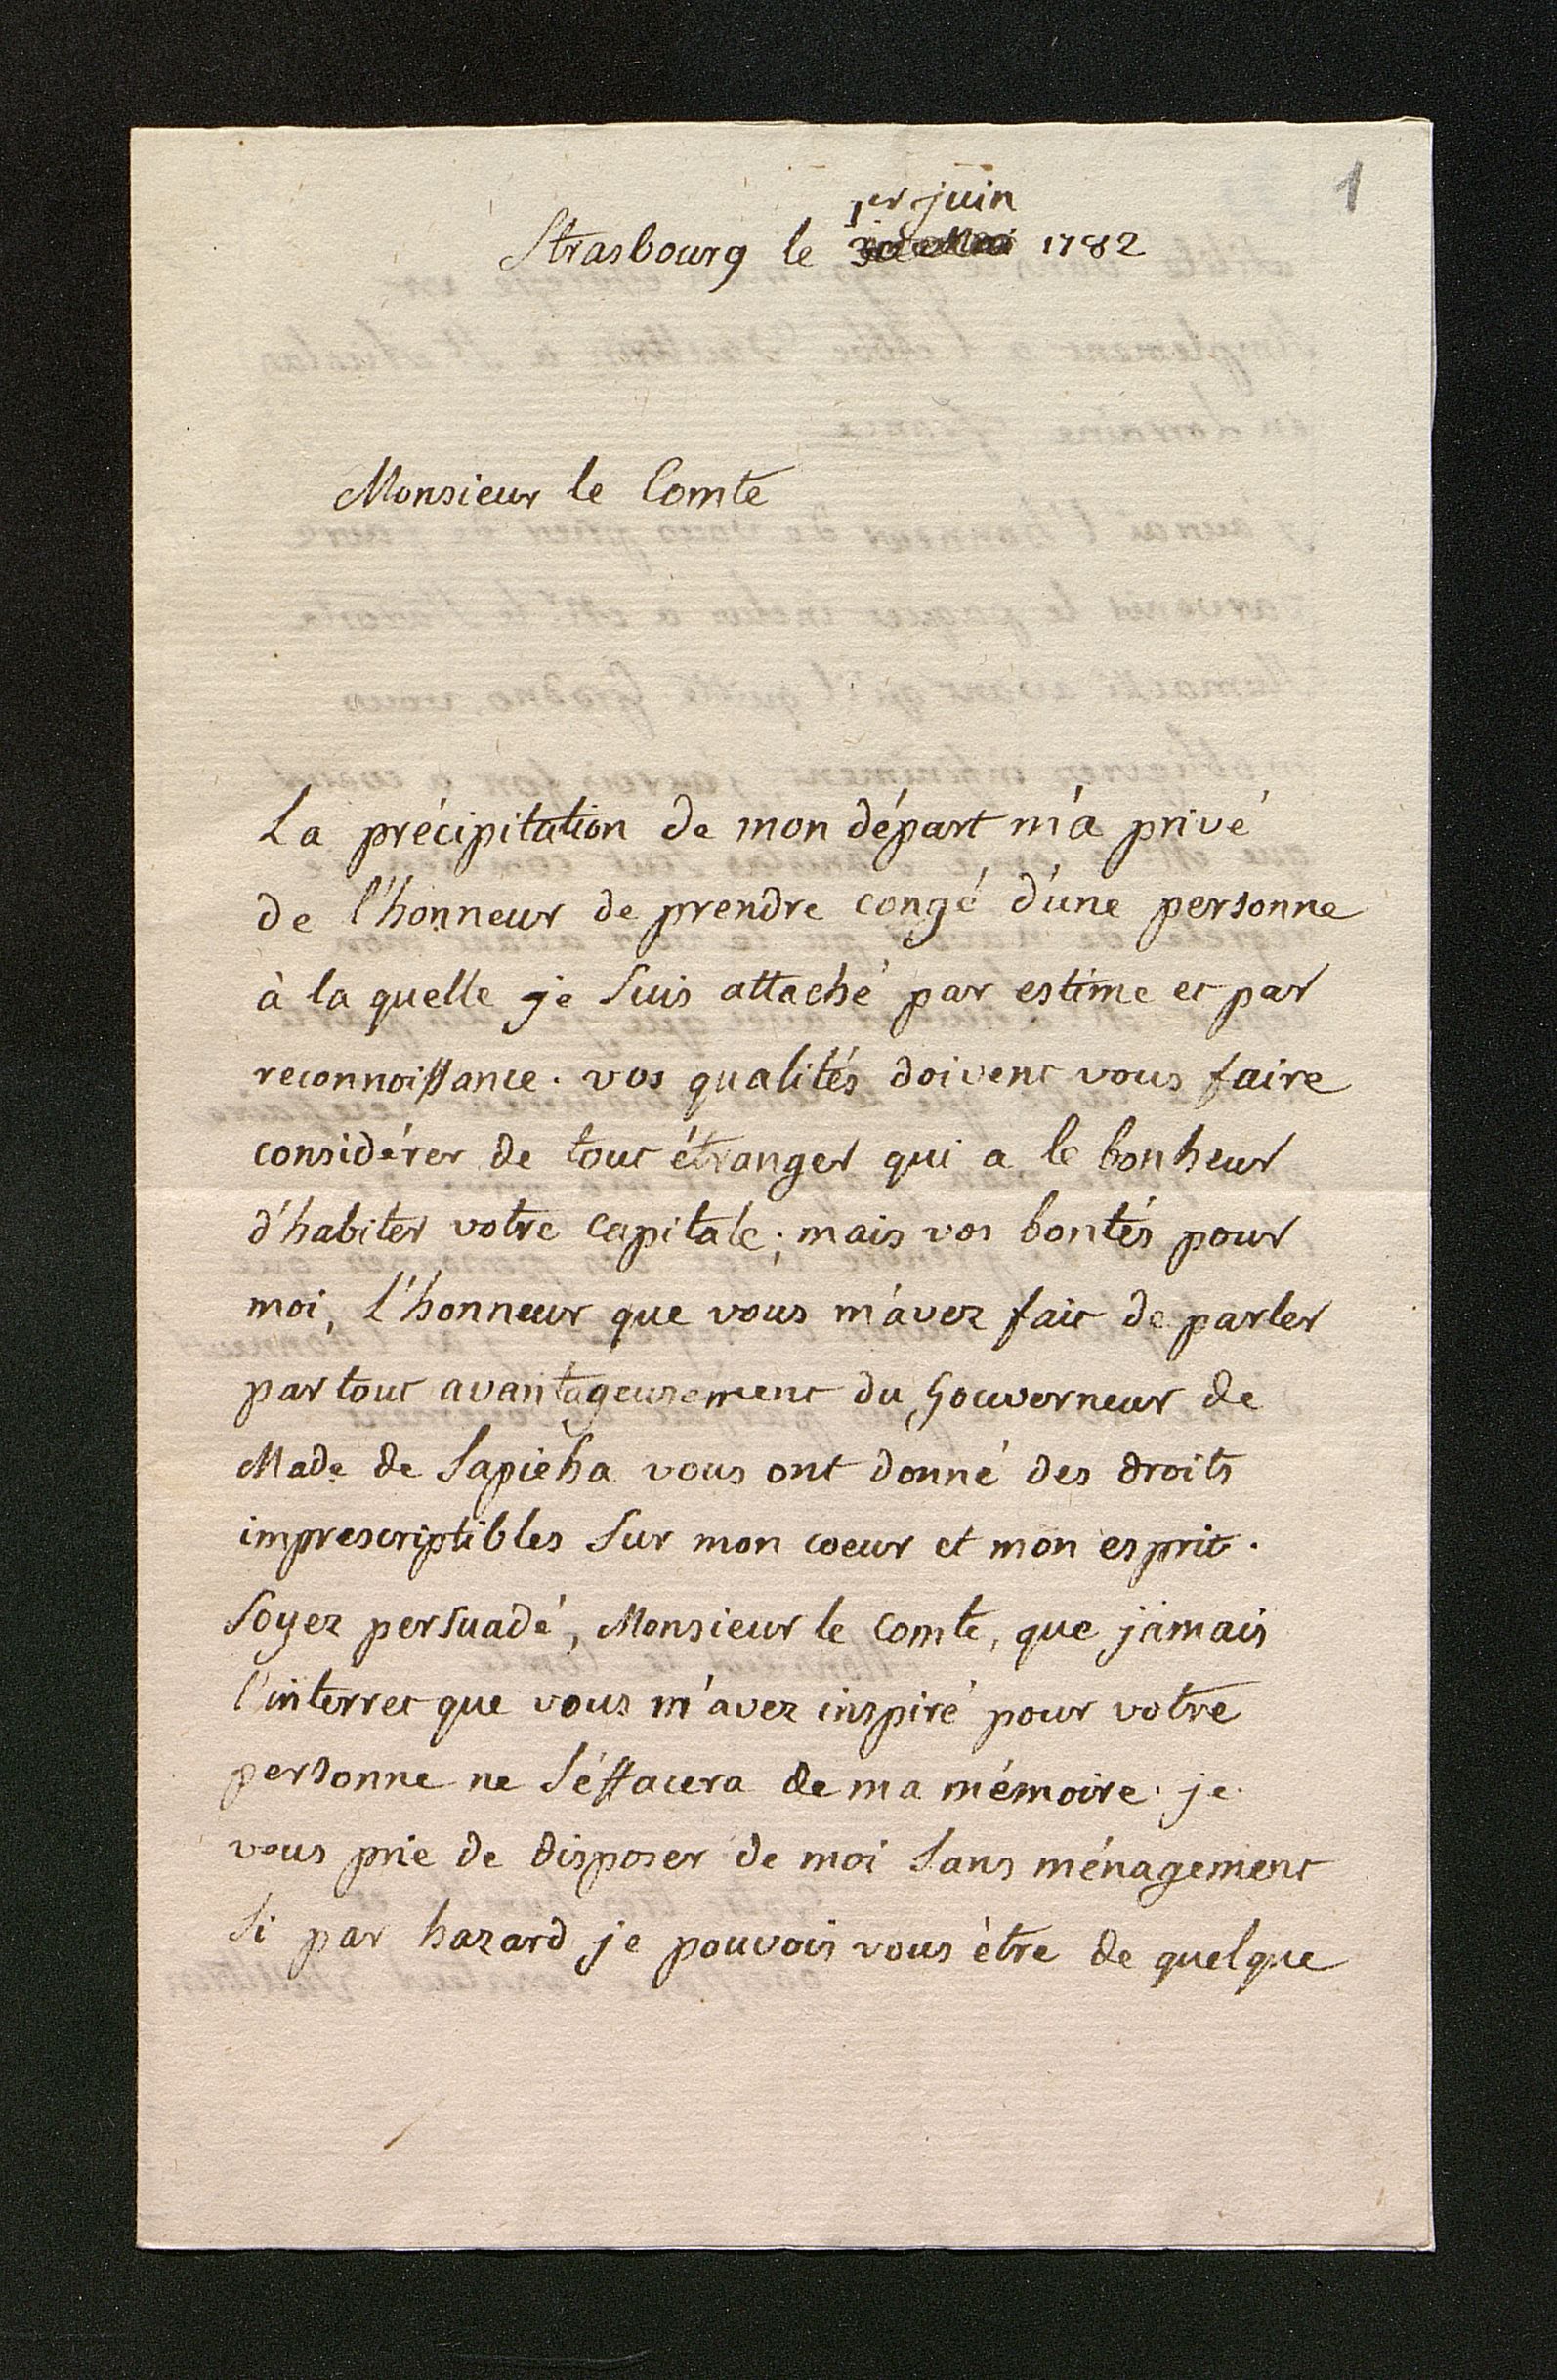 1
1er juin
Strasbourg le 1782
Monsieur le Comte
La précipitation de mon départ m'a privé
de l'honneur de prendre congé d'une personne
à la quelle je suis attaché par estime et par
reconnoissance. vos qualités doivent vous faire
considérer de tout étranger qui a le bonheur
d'habiter votre capitale; mais vos bontés pour
moi, l'honneur que vous m'avez fait de parler
partout avantageusement du Gouverneur de
Made de Sapieha vous ont donné des droits
imprescriptibles sur mon coeur et mon esprit.
soyez persuadé, Monsieur le comte, que jamais
l'interret que vous m'avez inspiré pour votre
personne ne s'éffacera de ma mémoire. je
vous prie de disposer de moi sans ménagement
si par hazard je pouvois vous être de quelque